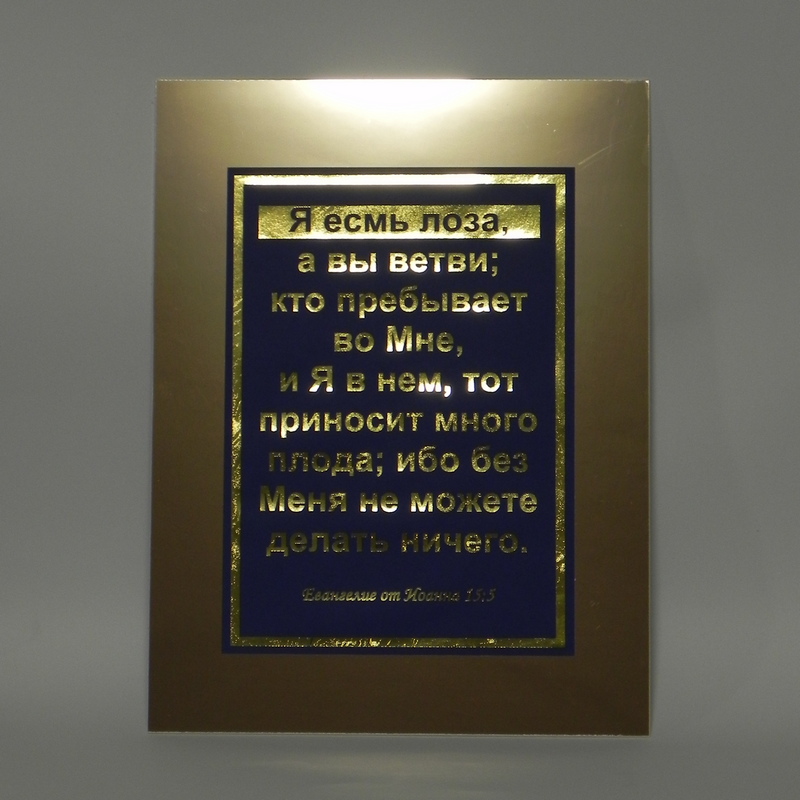 Я есмь лоза,
а вы ветви;
кто пребывает
во Мне,
и Я в нем, тот
приносит много
плода; ибо без
Меня не можете
делать ничего.
Евангелие от Иоанна 15:5